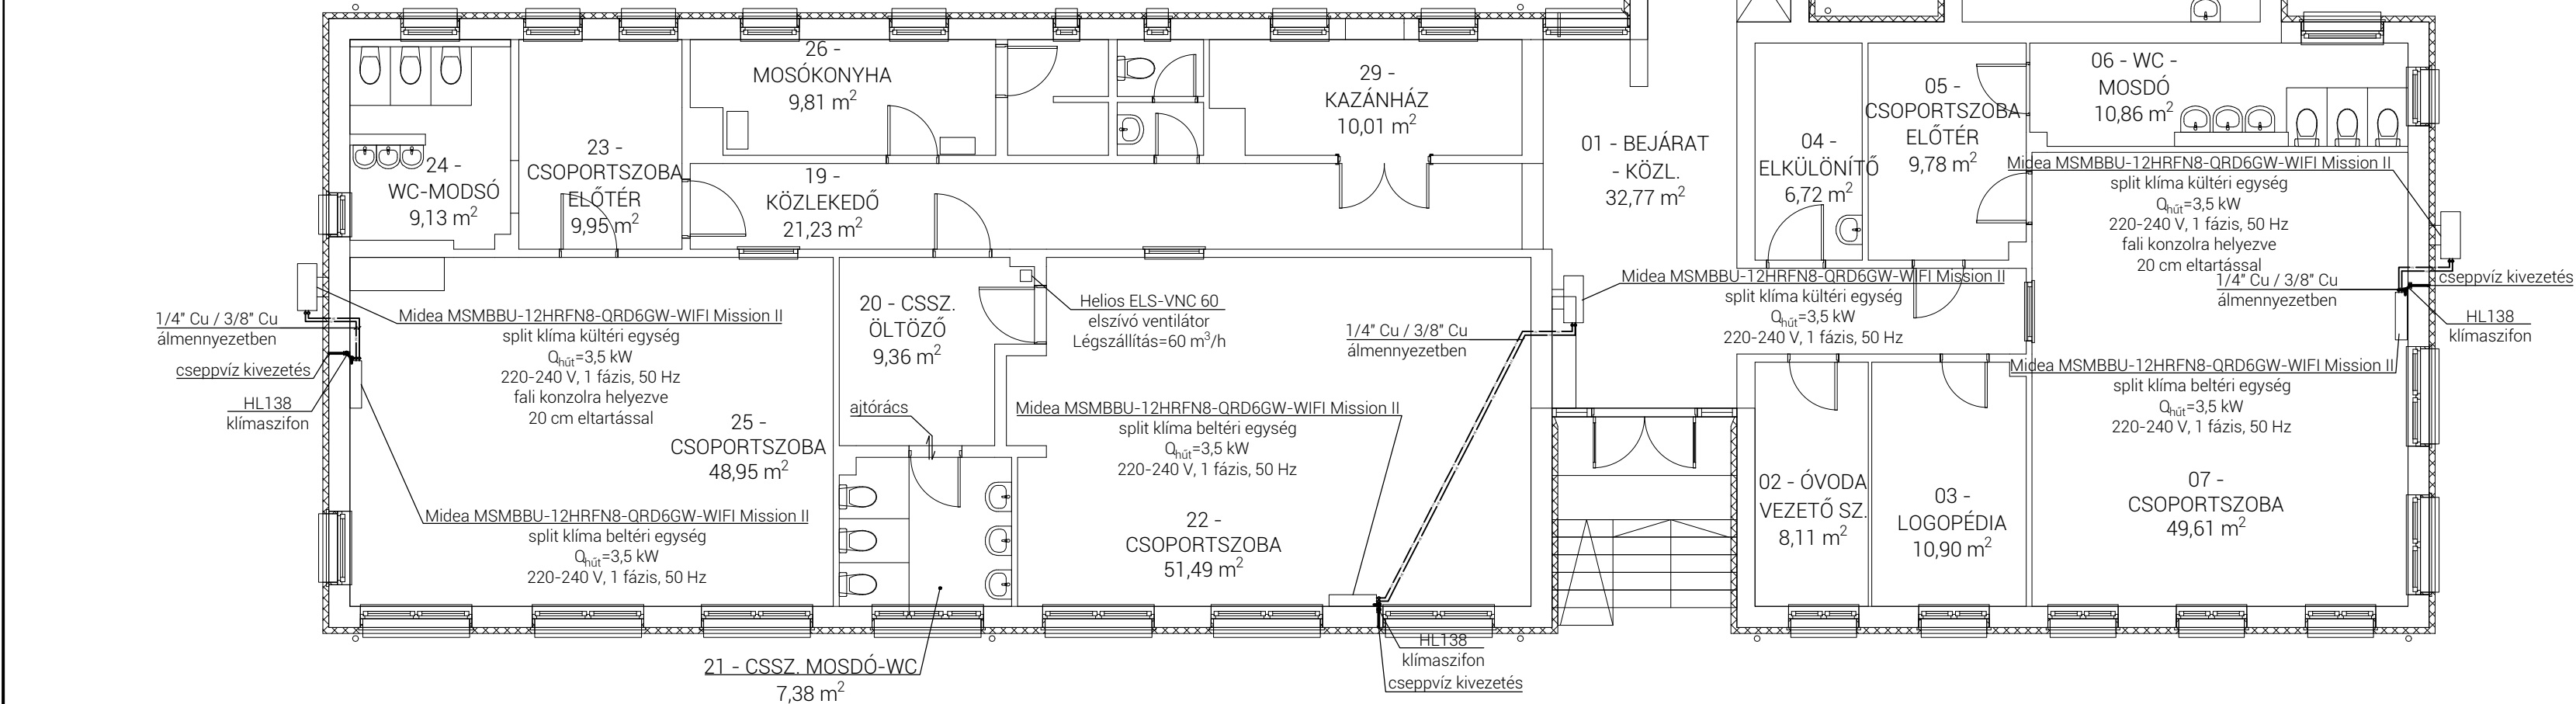 26 -
MOSÓKONYHA
9,81 m²
29 -
KAZÁNHÁZ
10,01 m²
06 - WC -
MOSDÓ
10,86 m²
05 -
CSOPORTSZOBA
ELŐTÉR
9,78 m²
01 - BEJÁRAT
- KÖZL.
32,77 m²
04 -
ELKÜLÖNÍTŐ
6,72 m²
24 -
WC-MODSÓ
9,13 m²
23 -
CSOPORTSZOBA
ELŐTÉR
9,95 m²
19 -
KÖZLEKEDŐ
21,23 m²
Midea MSMBBU-12HRFN8-QRD6GW-WIFI Mission II
split klíma kültéri egység
Qhűt=3,5 kW
220-240 V, 1 fázis, 50 Hz
fali konzolra helyezve
20 cm eltartással
1/4" Cu / 3/8" Cu
álmennyezetben
cseppvíz kivezetés
HL138
klímaszifon
Midea MSMBBU-12HRFN8-QRD6GW-WIFI Mission II
split klíma beltéri egység
Qhűt=3,5 kW
220-240 V, 1 fázis, 50 Hz
Midea MSMBBU-12HRFN8-QRD6GW-WIFI Mission II
split klíma kültéri egység
Qhűt=3,5 kW
220-240 V, 1 fázis, 50 Hz
1/4" Cu / 3/8" Cu
álmennyezetben
20 - CSSZ.
ÖLTÖZŐ
9,36 m²
Helios ELS-VNC 60
elszívó ventilátor
Légszállítás=60 m³/h
1/4" Cu / 3/8" Cu
álmennyezetben
cseppvíz kivezetés
HL138
klímaszifon
Midea MSMBBU-12HRFN8-QRD6GW-WIFI Mission II
split klíma kültéri egység
Qhűt=3,5 kW
220-240 V, 1 fázis, 50 Hz
fali konzolra helyezve
20 cm eltartással
25 -
CSOPORTSZOBA
48,95 m²
ajtórács
Midea MSMBBU-12HRFN8-QRD6GW-WIFI Mission II
split klíma beltéri egység
Qhűt=3,5 kW
220-240 V, 1 fázis, 50 Hz
Midea MSMBBU-12HRFN8-QRD6GW-WIFI Mission II
split klíma beltéri egység
Qhűt=3,5 kW
220-240 V, 1 fázis, 50 Hz
22 -
CSOPORTSZOBA
51,49 m²
02 - ÓVODA
VEZETŐ SZ.
8,11 m²
03 -
LOGOPÉDIA
10,90 m²
07 -
CSOPORTSZOBA
49,61 m²
21 - CSSZ. MOSDÓ-WC
7,38 m²
HL138
klímaszifon
cseppvíz kivezetés